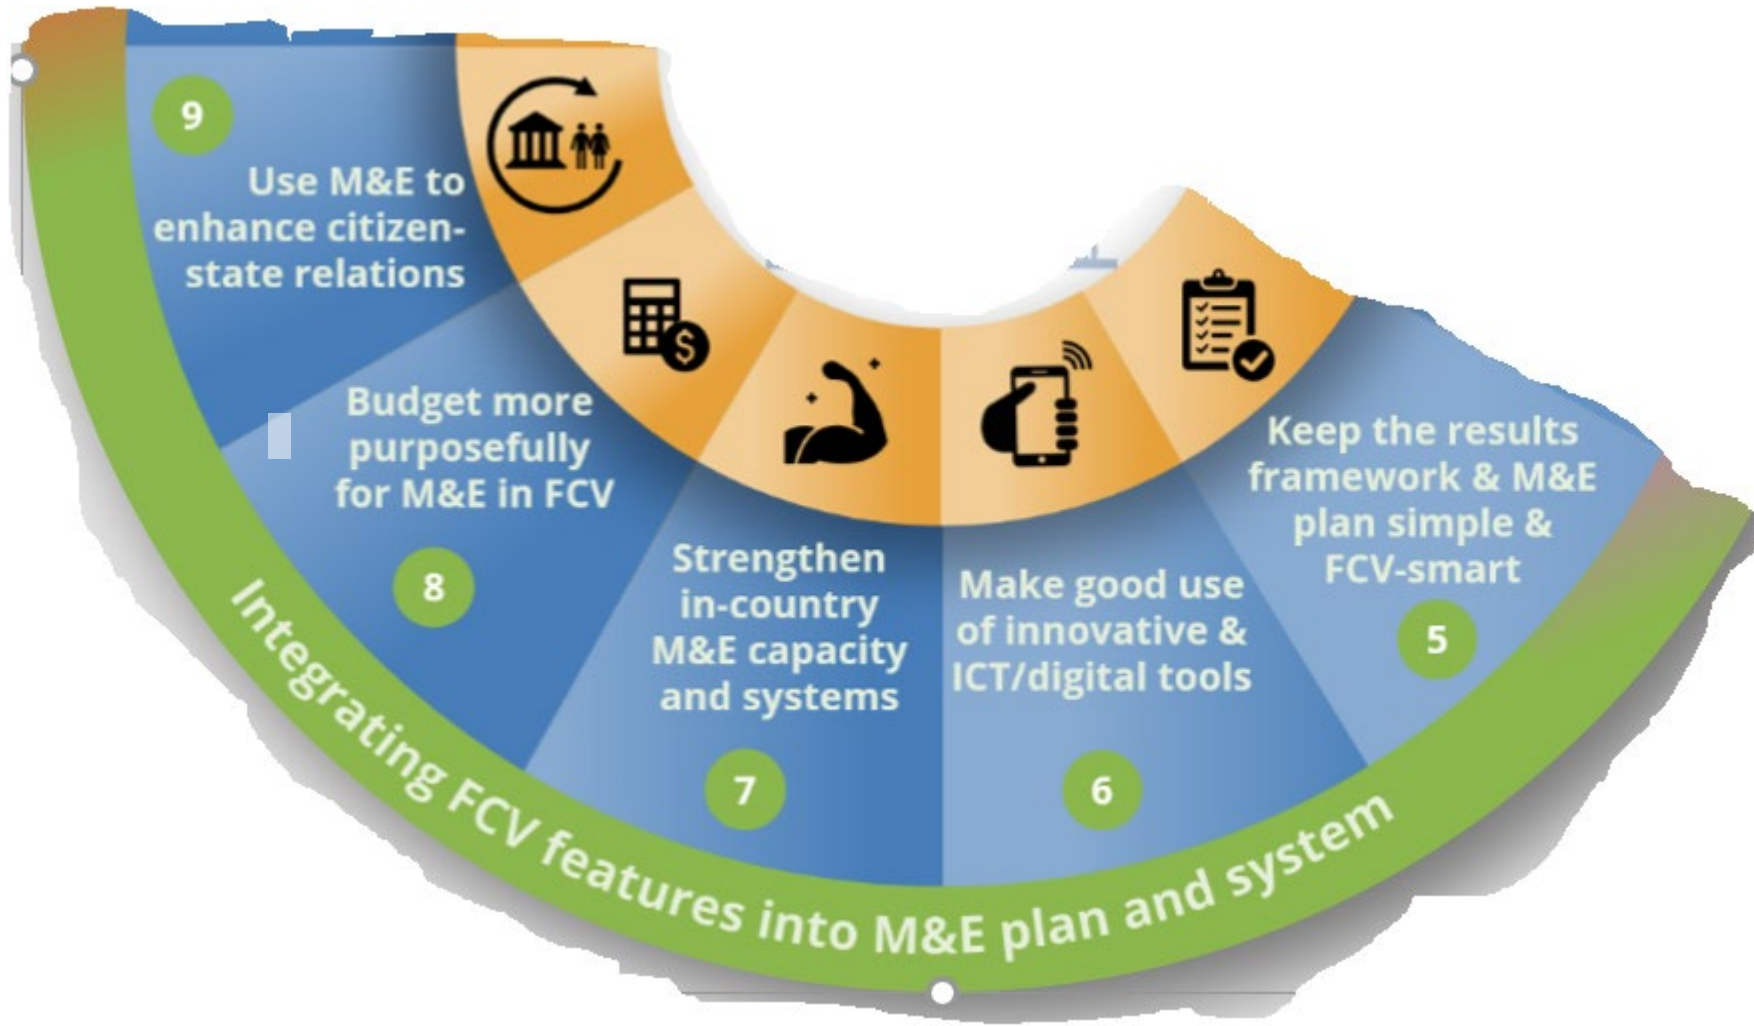 9
Use M&E to
enhance citizen-
state relations
Budget more
purposefully
for M&E in FCV
8
Strengthen
in-country
M&E capacity
and systems
7
Make good use
of innovative &
ICT/digital tools
6
Keep the results
framework & M&E
plan simple &
FCV-smart
5
Integrating FCV features into M&E plan and system
$